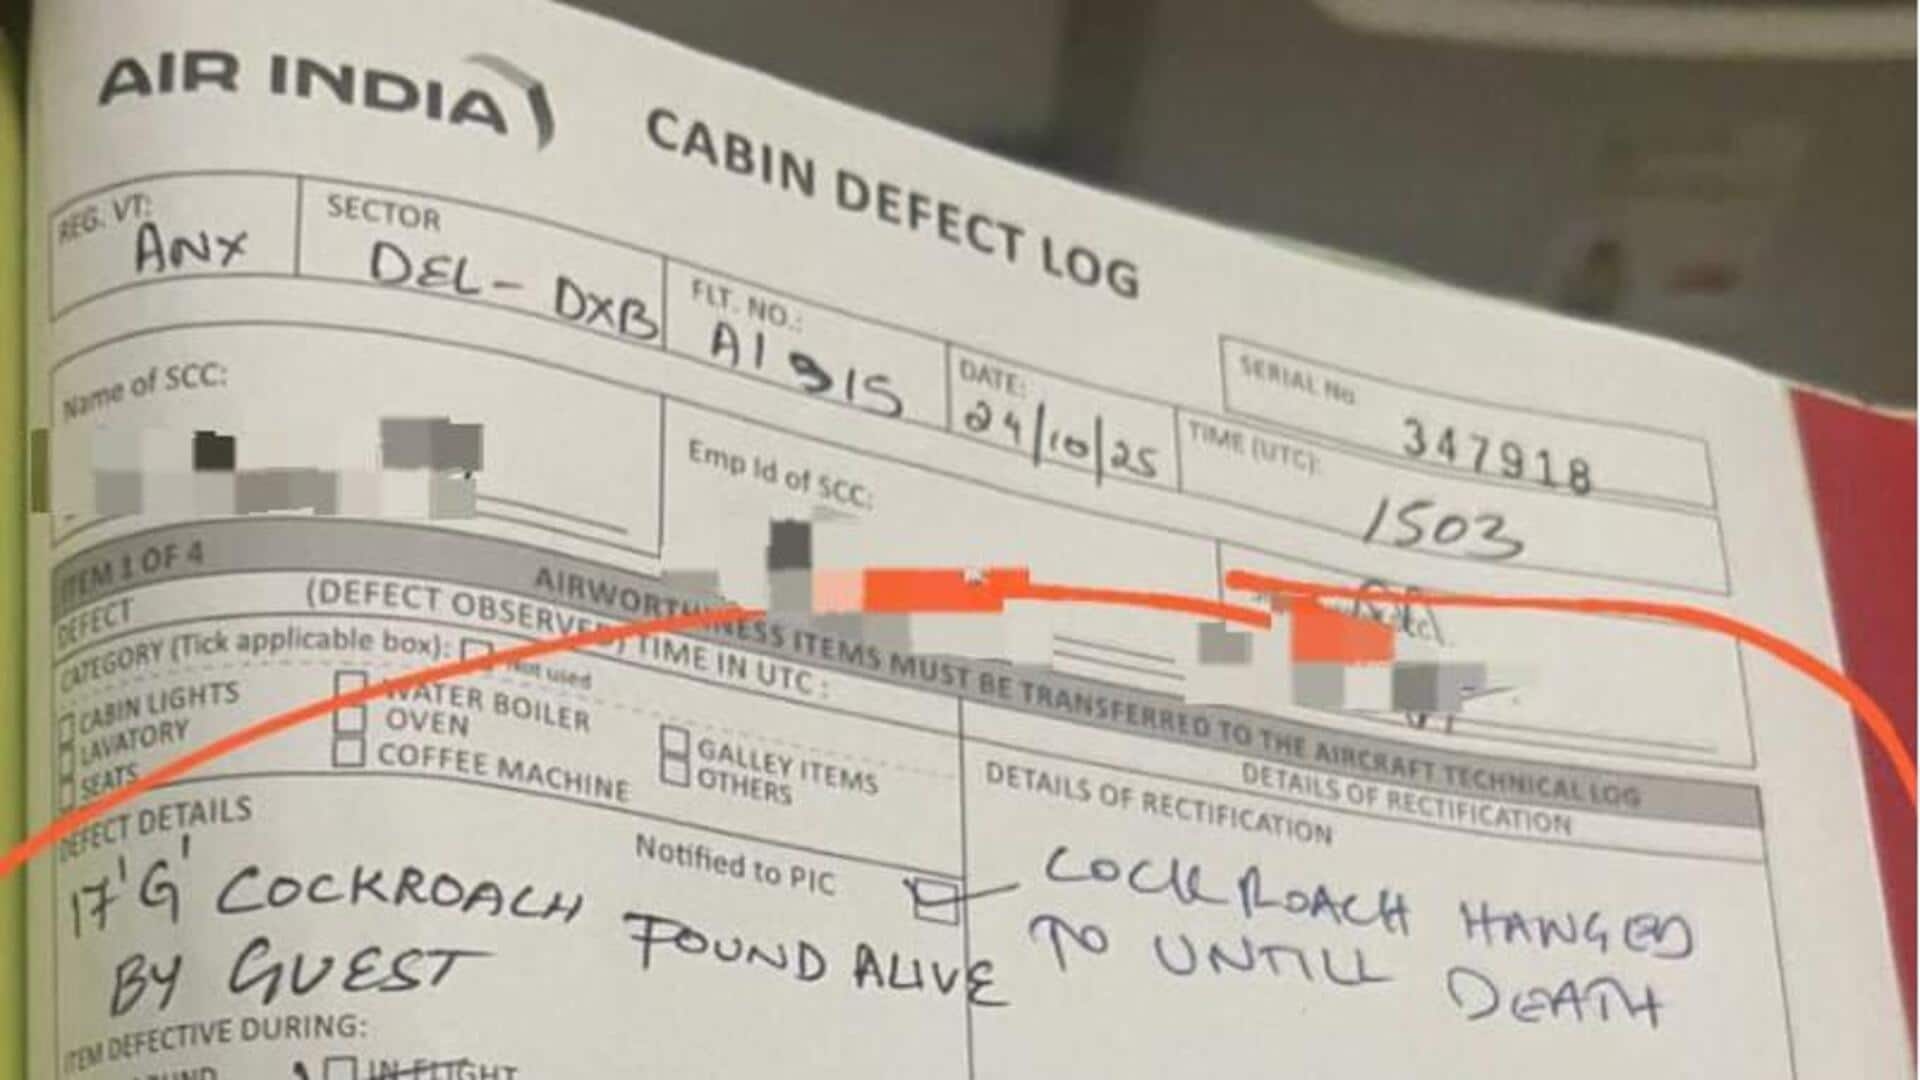 AIR INDIA
CABIN DEFECT LOG
REG. VT:
ANX
SECTOR
DEL - DXB
FLT. NO.:
AI 915
DATE:
24/10/25
SERIAL No.
347918
TIME (UTC):
1503
Name of SCC:
Emp Id of SCC:
ITEM 1 OF 4
AIRWORTHINESS ITEMS MUST BE TRANSFERRED TO THE AIRCRAFT TECHNICAL LOG
DEFECT
(DEFECT OBSERVED) TIME IN UTC :
DETAILS OF RECTIFICATION
CATEGORY (Tick applicable box):
Not used
CABIN LIGHTS
LAVATORY
SEATS
WATER BOILER
OVEN
COFFEE MACHINE
GALLEY ITEMS
OTHERS
DEFECT DETAILS
Notified to PIC
17'G' COCKROACH FOUND ALIVE
BY GUEST
DETAILS OF RECTIFICATION
COCKROACH HANGED
TO UNTILL DEATH
ITEM DEFECTIVE DURING:
IN-FLIGHT